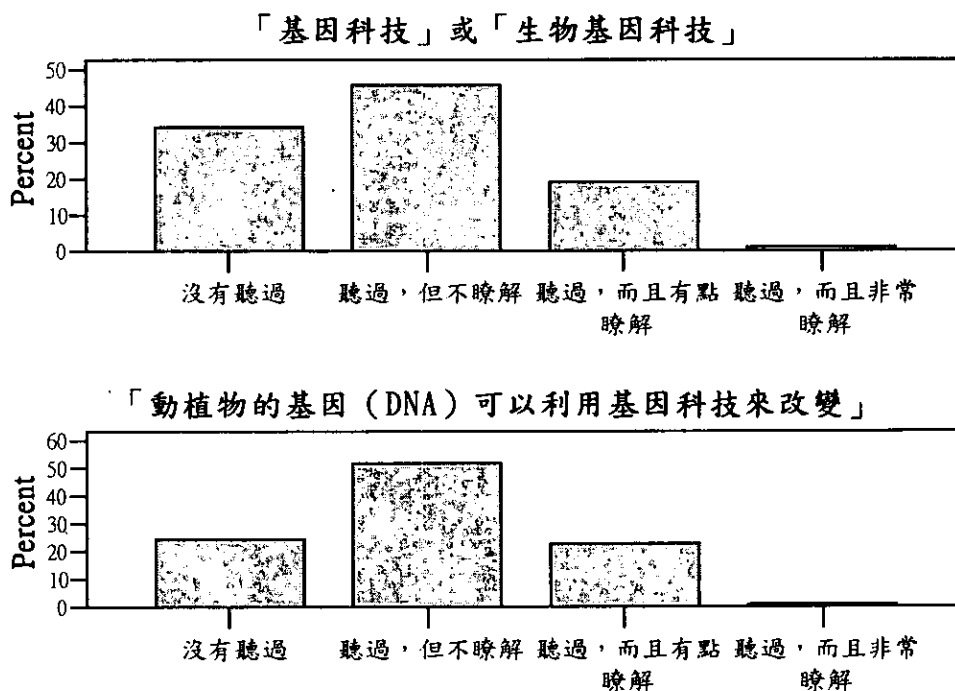 「基因科技」或「生物基因科技」
50
40
30
20
10
0
Percent
沒有聽過
聽過，但不瞭解
聽過，而且有點
瞭解
聽過，而且非常
瞭解
「動植物的基因（DNA）可以利用基因科技來改變」
60
50
40
30
20
10
0
Percent
沒有聽過
聽過，但不瞭解
聽過，而且有點
瞭解
聽過，而且非常
瞭解